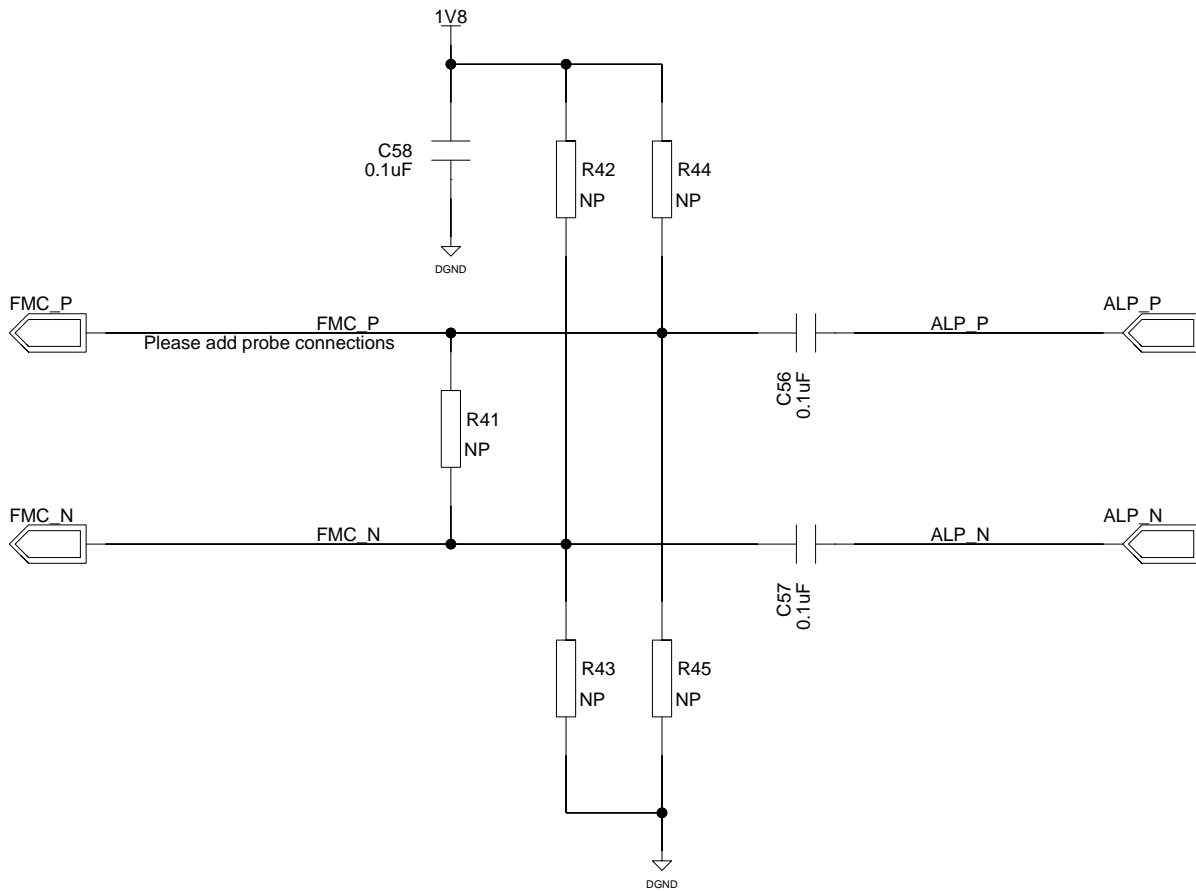 1V8
C58
0.1uF
R42
NP
R44
NP
DGND
FMC_P
FMC_P
Please add probe connections
ALP_P
ALP_P
C56
0.1uF
R41
NP
FMC_N
FMC_N
ALP_N
ALP_N
C57
0.1uF
R43
NP
R45
NP
DGND